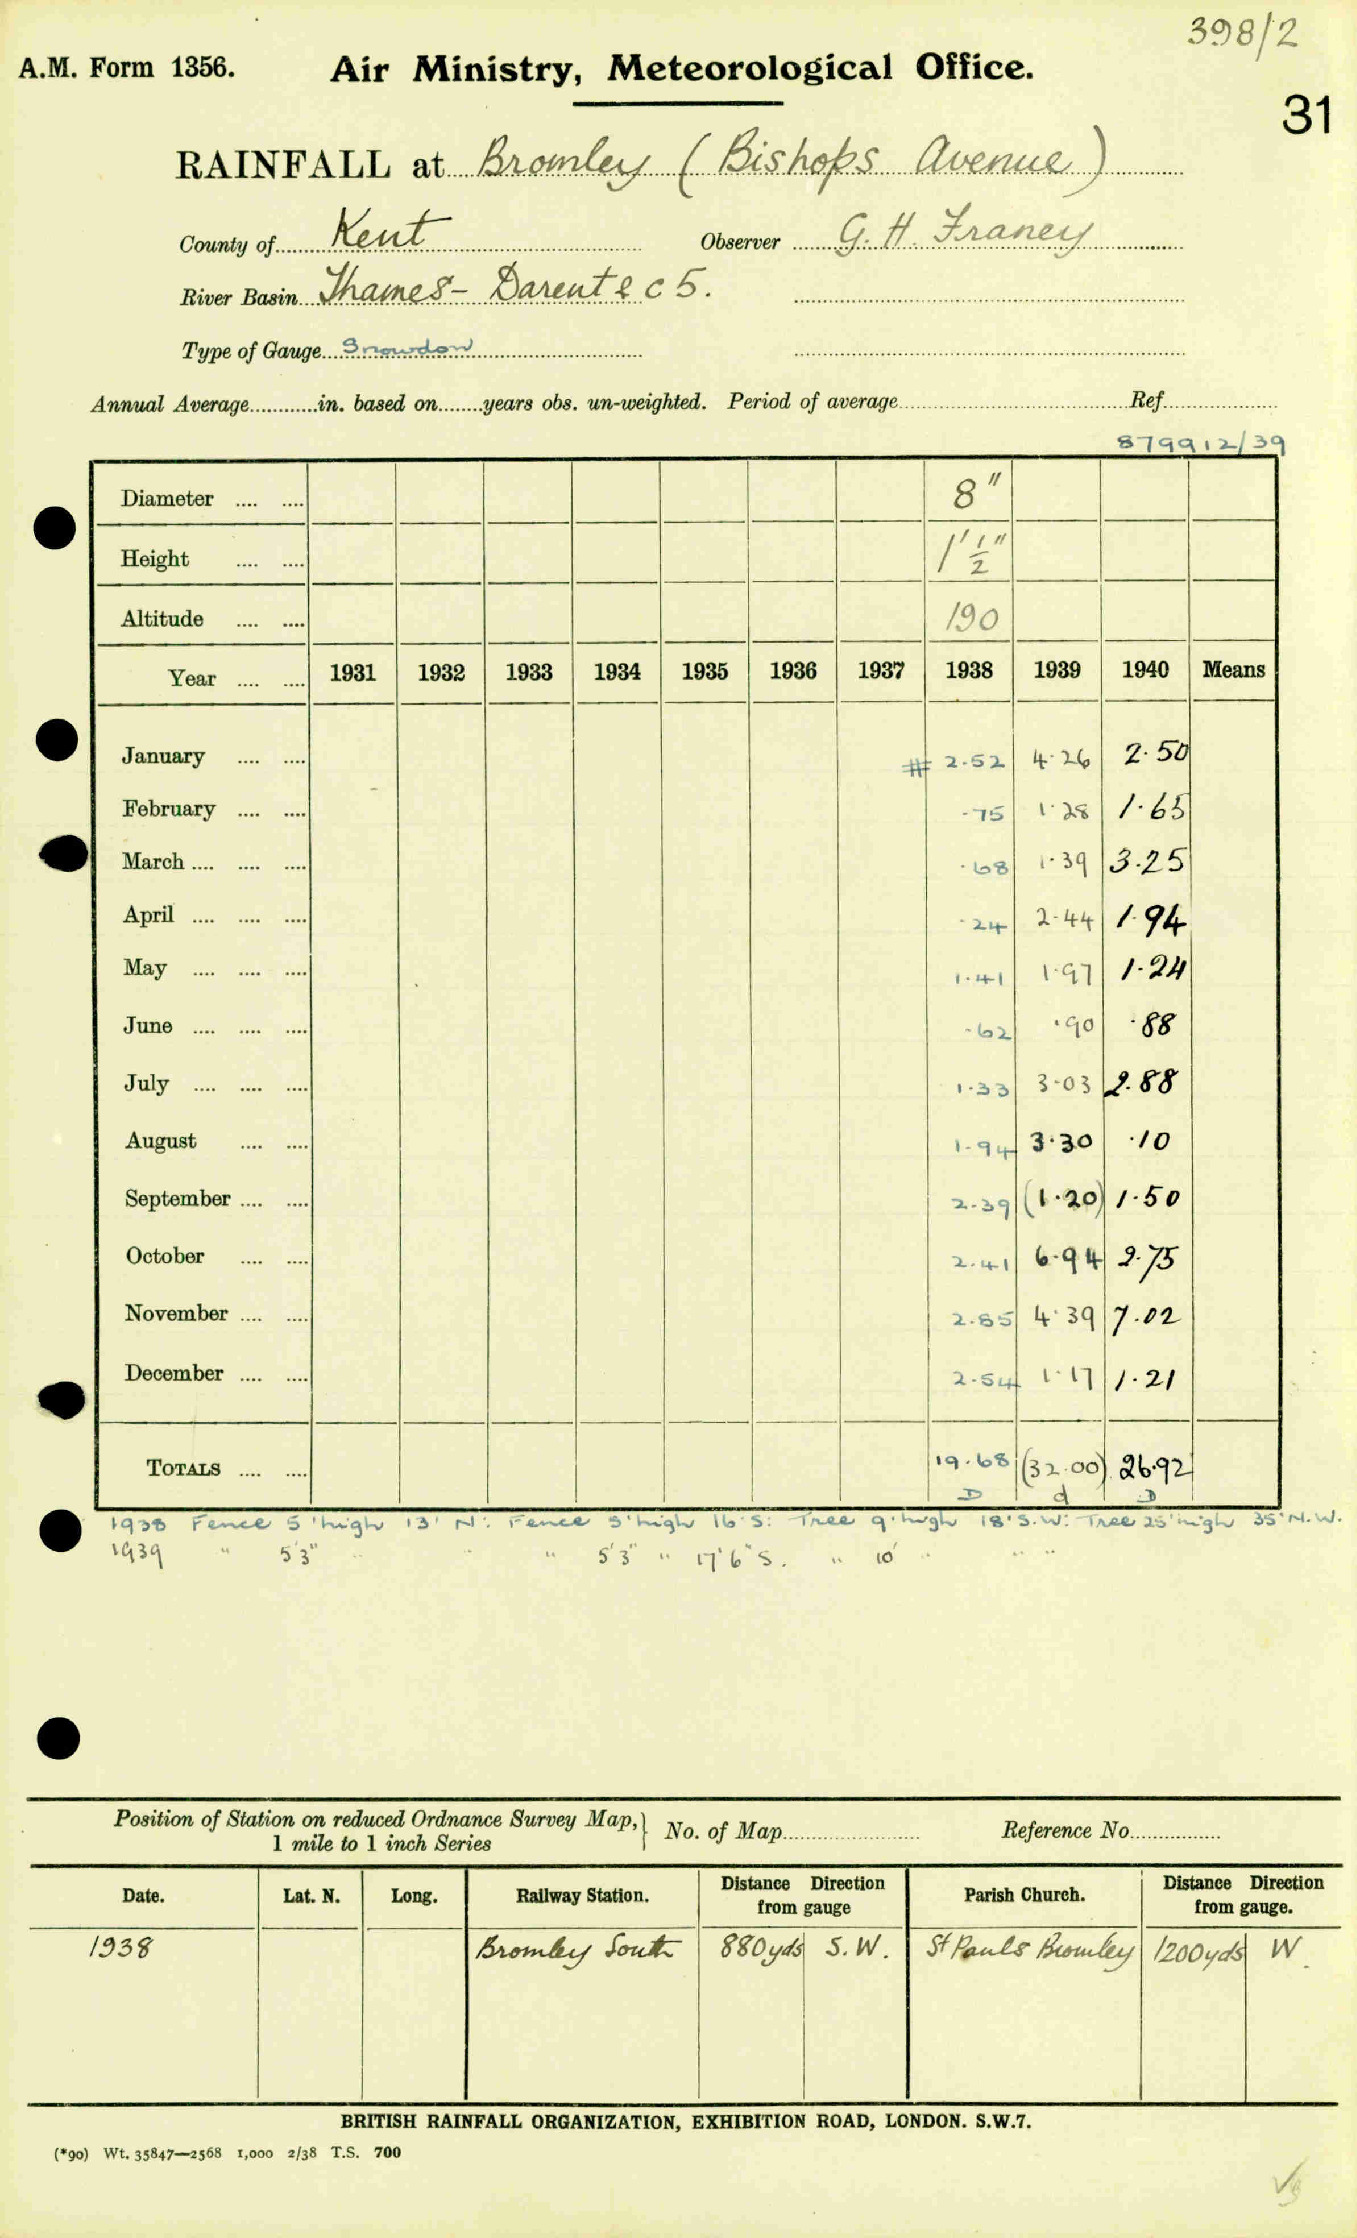 398/2
A.M. Form 1356. Air Ministry, Meteorological Office.
31
RAINFALL at Bromley (Bishops Avenue)
County of Kent Observer G. H. Franey
River Basin Thames - Darent & c 5.
Type of Gauge Snowdon
Annual Average in. based on years obs. un-weighted. Period of average Ref
879912/39
Diameter 8"
Height 1' 1/2"
Altitude 190
Year 1931 1932 1933 1934 1935 1936 1937 1938 1939 1940 Means
January # 2.52 4.26 2.50
February .75 1.28 1.65
March .68 1.39 3.25
April .24 2.44 1.94
May 1.41 1.97 1.24
June .62 .90 .88
July 1.33 3.03 2.88
August 1.94 3.30 .10
September 2.39 (1.20) 1.50
October 2.41 6.94 2.75
November 2.85 4.39 7.02
December 2.54 1.17 1.21
TOTALS 19.68 (32.00) 26.92
D d D
1938 Fence 5' high 13' N: Fence 5' high 16' S: Tree 9' high 18' S.W: Tree 25' high 35' N.W.
1939 " 5'3" " " " 5'3" " 17'6" S. " 10' " " "
Position of Station on reduced Ordnance Survey Map, 1 mile to 1 inch Series } No. of Map Reference No.
Date. Lat. N. Long. Railway Station. Distance Direction from gauge Parish Church. Distance Direction from gauge.
1938 Bromley South 880yds S.W. St Pauls Bromley 1200yds W.
BRITISH RAINFALL ORGANIZATION, EXHIBITION ROAD, LONDON. S.W.7.
(*90) Wt. 35847—2568 1,000 2/38 T.S. 700